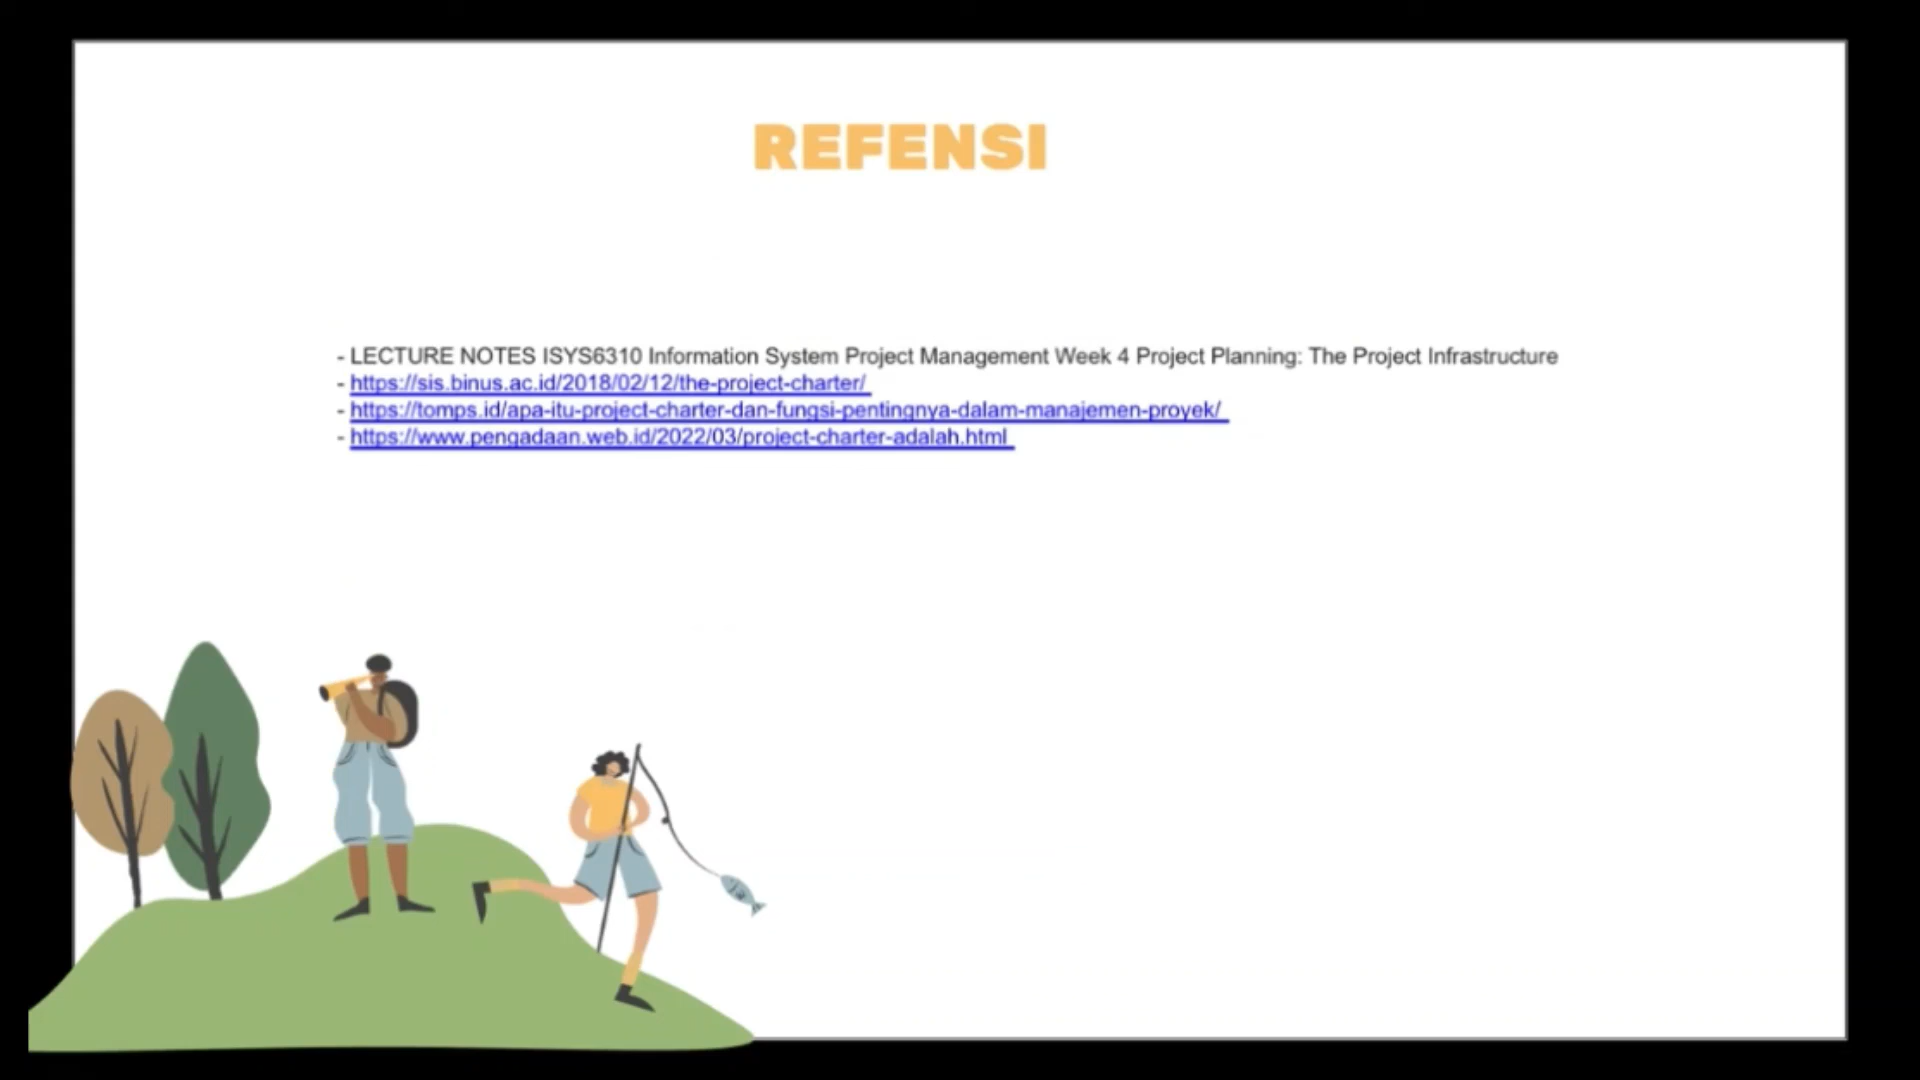 REFENSI
- LECTURE NOTES ISYS6310 Information System Project Management Week 4 Project Planning: The Project Infrastructure
- https://sis.binus.ac.id/2018/02/12/the-project-charter/
- https://tomps.id/apa-itu-project-charter-dan-fungsi-pentingnya-dalam-manajemen-proyek/
- https://www.pengadaan.web.id/2022/03/project-charter-adalah.html